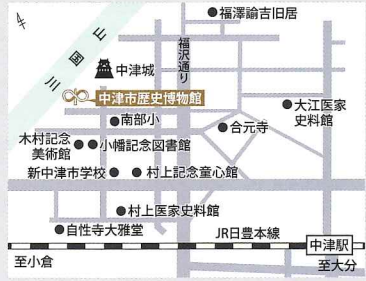 福澤諭吉旧居
山国川
福沢通り
中津城
中津市歴史博物館
大江医家
史料館
南部小
合元寺
木村記念
美術館
小幡記念図書館
新中津市学校
村上記念童心館
村上医家史料館
自性寺大雅堂
JR日豊本線
中津駅
至小倉
至大分